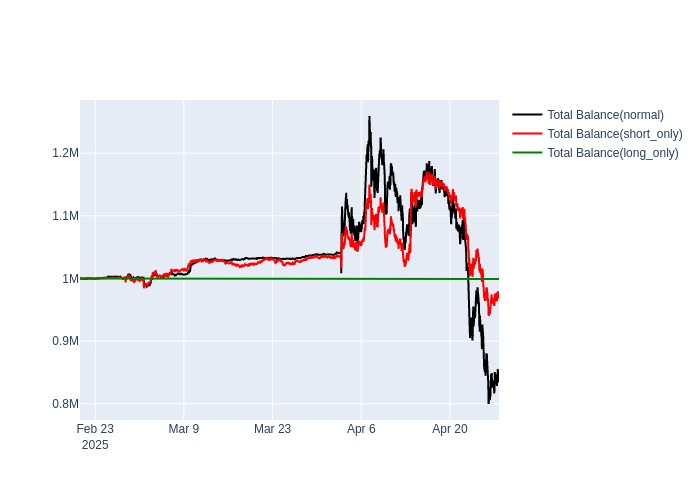 Total Balance(normal)
Total Balance(short_only)
Total Balance(long_only)
1.2M
1.1M
1M
0.9M
0.8M
Feb 23
2025
Mar 9
Mar 23
Apr 6
Apr 20